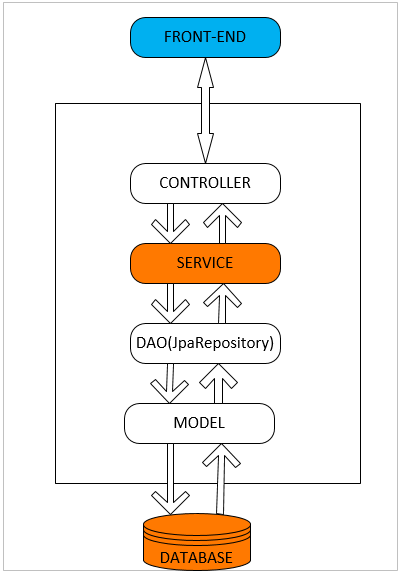 FRONT-END
CONTROLLER
SERVICE
DAO(JpaRepository)
MODEL
DATABASE